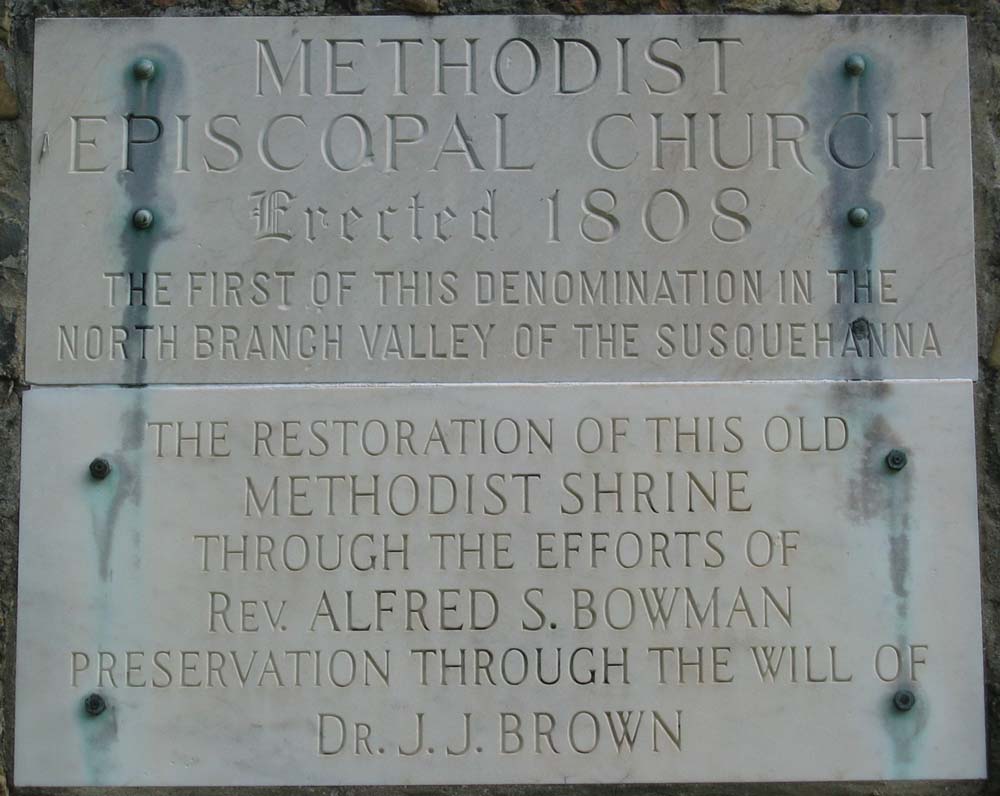 METHODIST
EPISCOPAL CHURCH
Erected 1808
THE FIRST OF THIS DENOMINATION IN THE
NORTH BRANCH VALLEY OF THE SUSQUEHANNA
THE RESTORATION OF THIS OLD
METHODIST SHRINE
THROUGH THE EFFORTS OF
REV. ALFRED S. BOWMAN
PRESERVATION THROUGH THE WILL OF
DR. J. J. BROWN